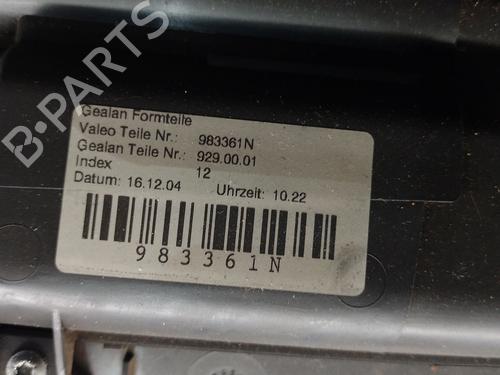 Gealan Formteile
Valeo Teile Nr.: 983361N
Gealan Teile Nr.: 929.00.01
Index 12
Datum: 16.12.04 Uhrzeit: 10.22
983361N
B-PARTS